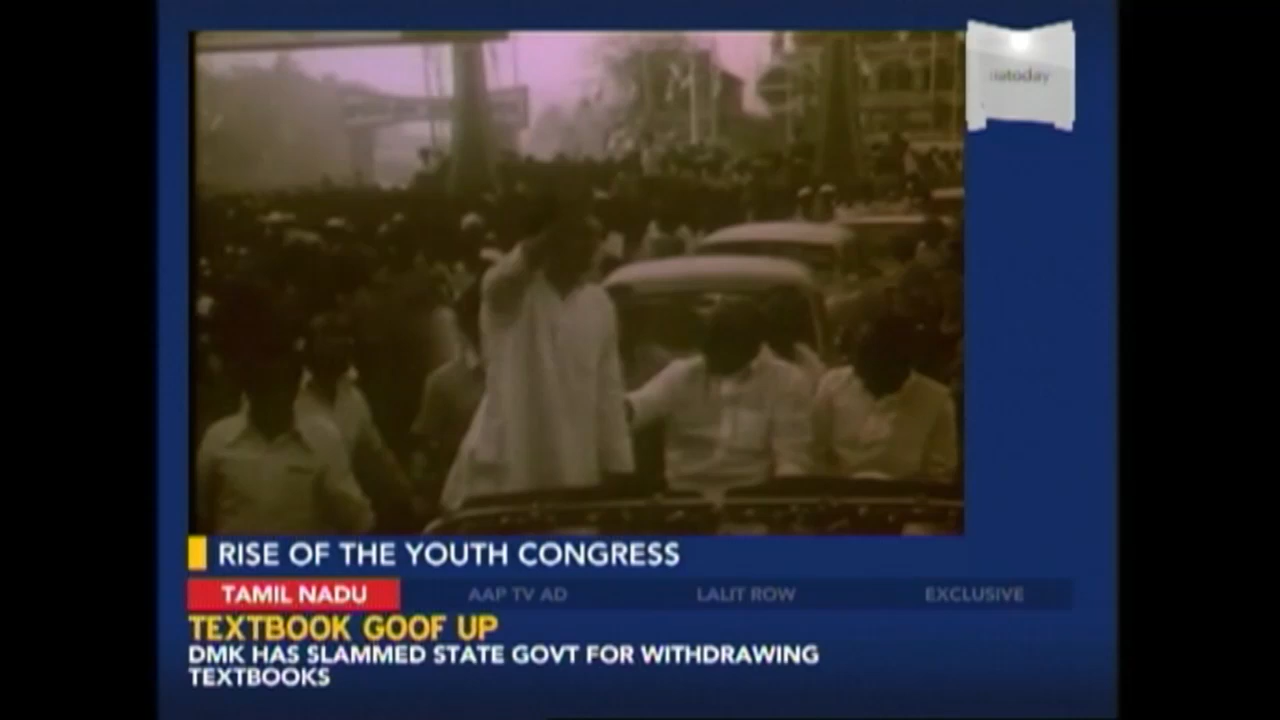 RISE OF THE YOUTH CONGRESS
TAMIL NADU
AAP TV AD
LALIT ROW
EXCLUSIVE
TEXTBOOK GOOF UP
DMK HAS SLAMMED STATE GOVT FOR WITHDRAWING
TEXTBOOKS